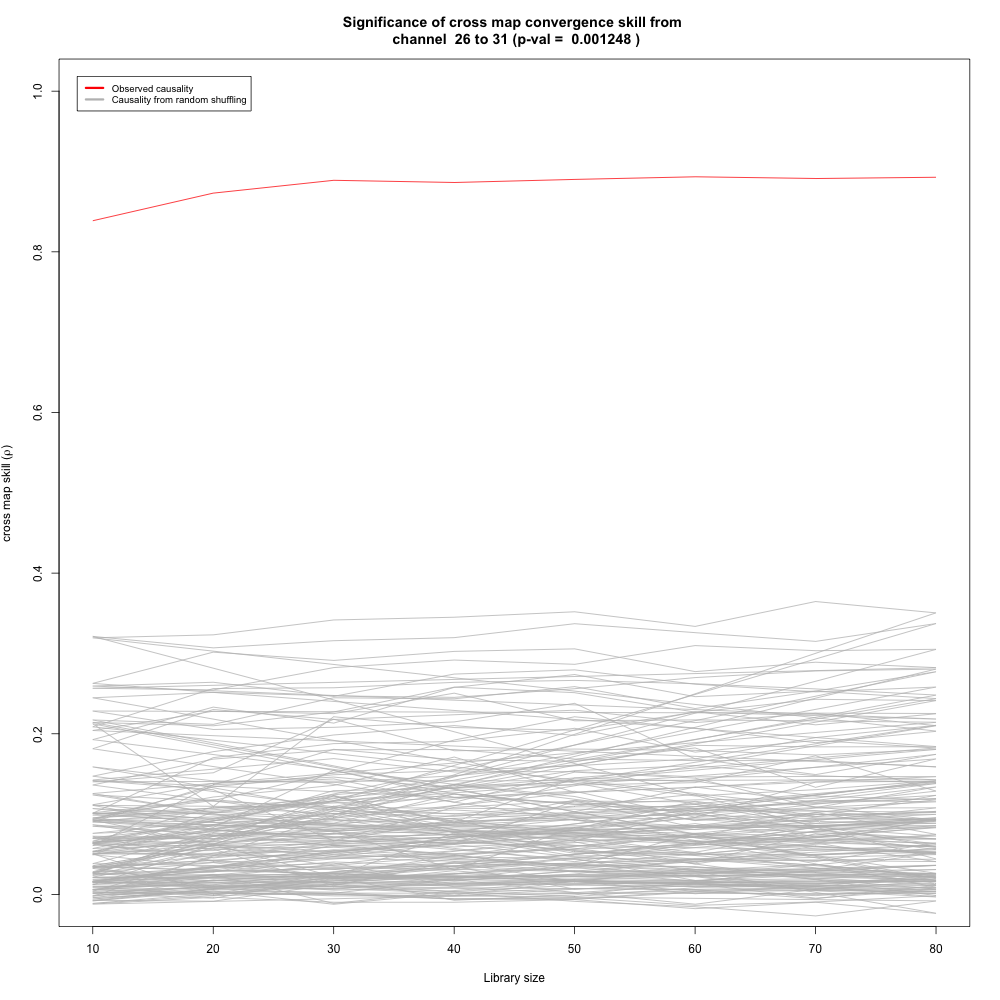 Significance of cross map convergence skill from
channel  26 to 31 (p-val =  0.001248 )
Observed causality
Causality from random shuffling
cross map skill (ρ)
1.0
0.8
0.6
0.4
0.2
0.0
10 20 30 40 50 60 70 80
Library size